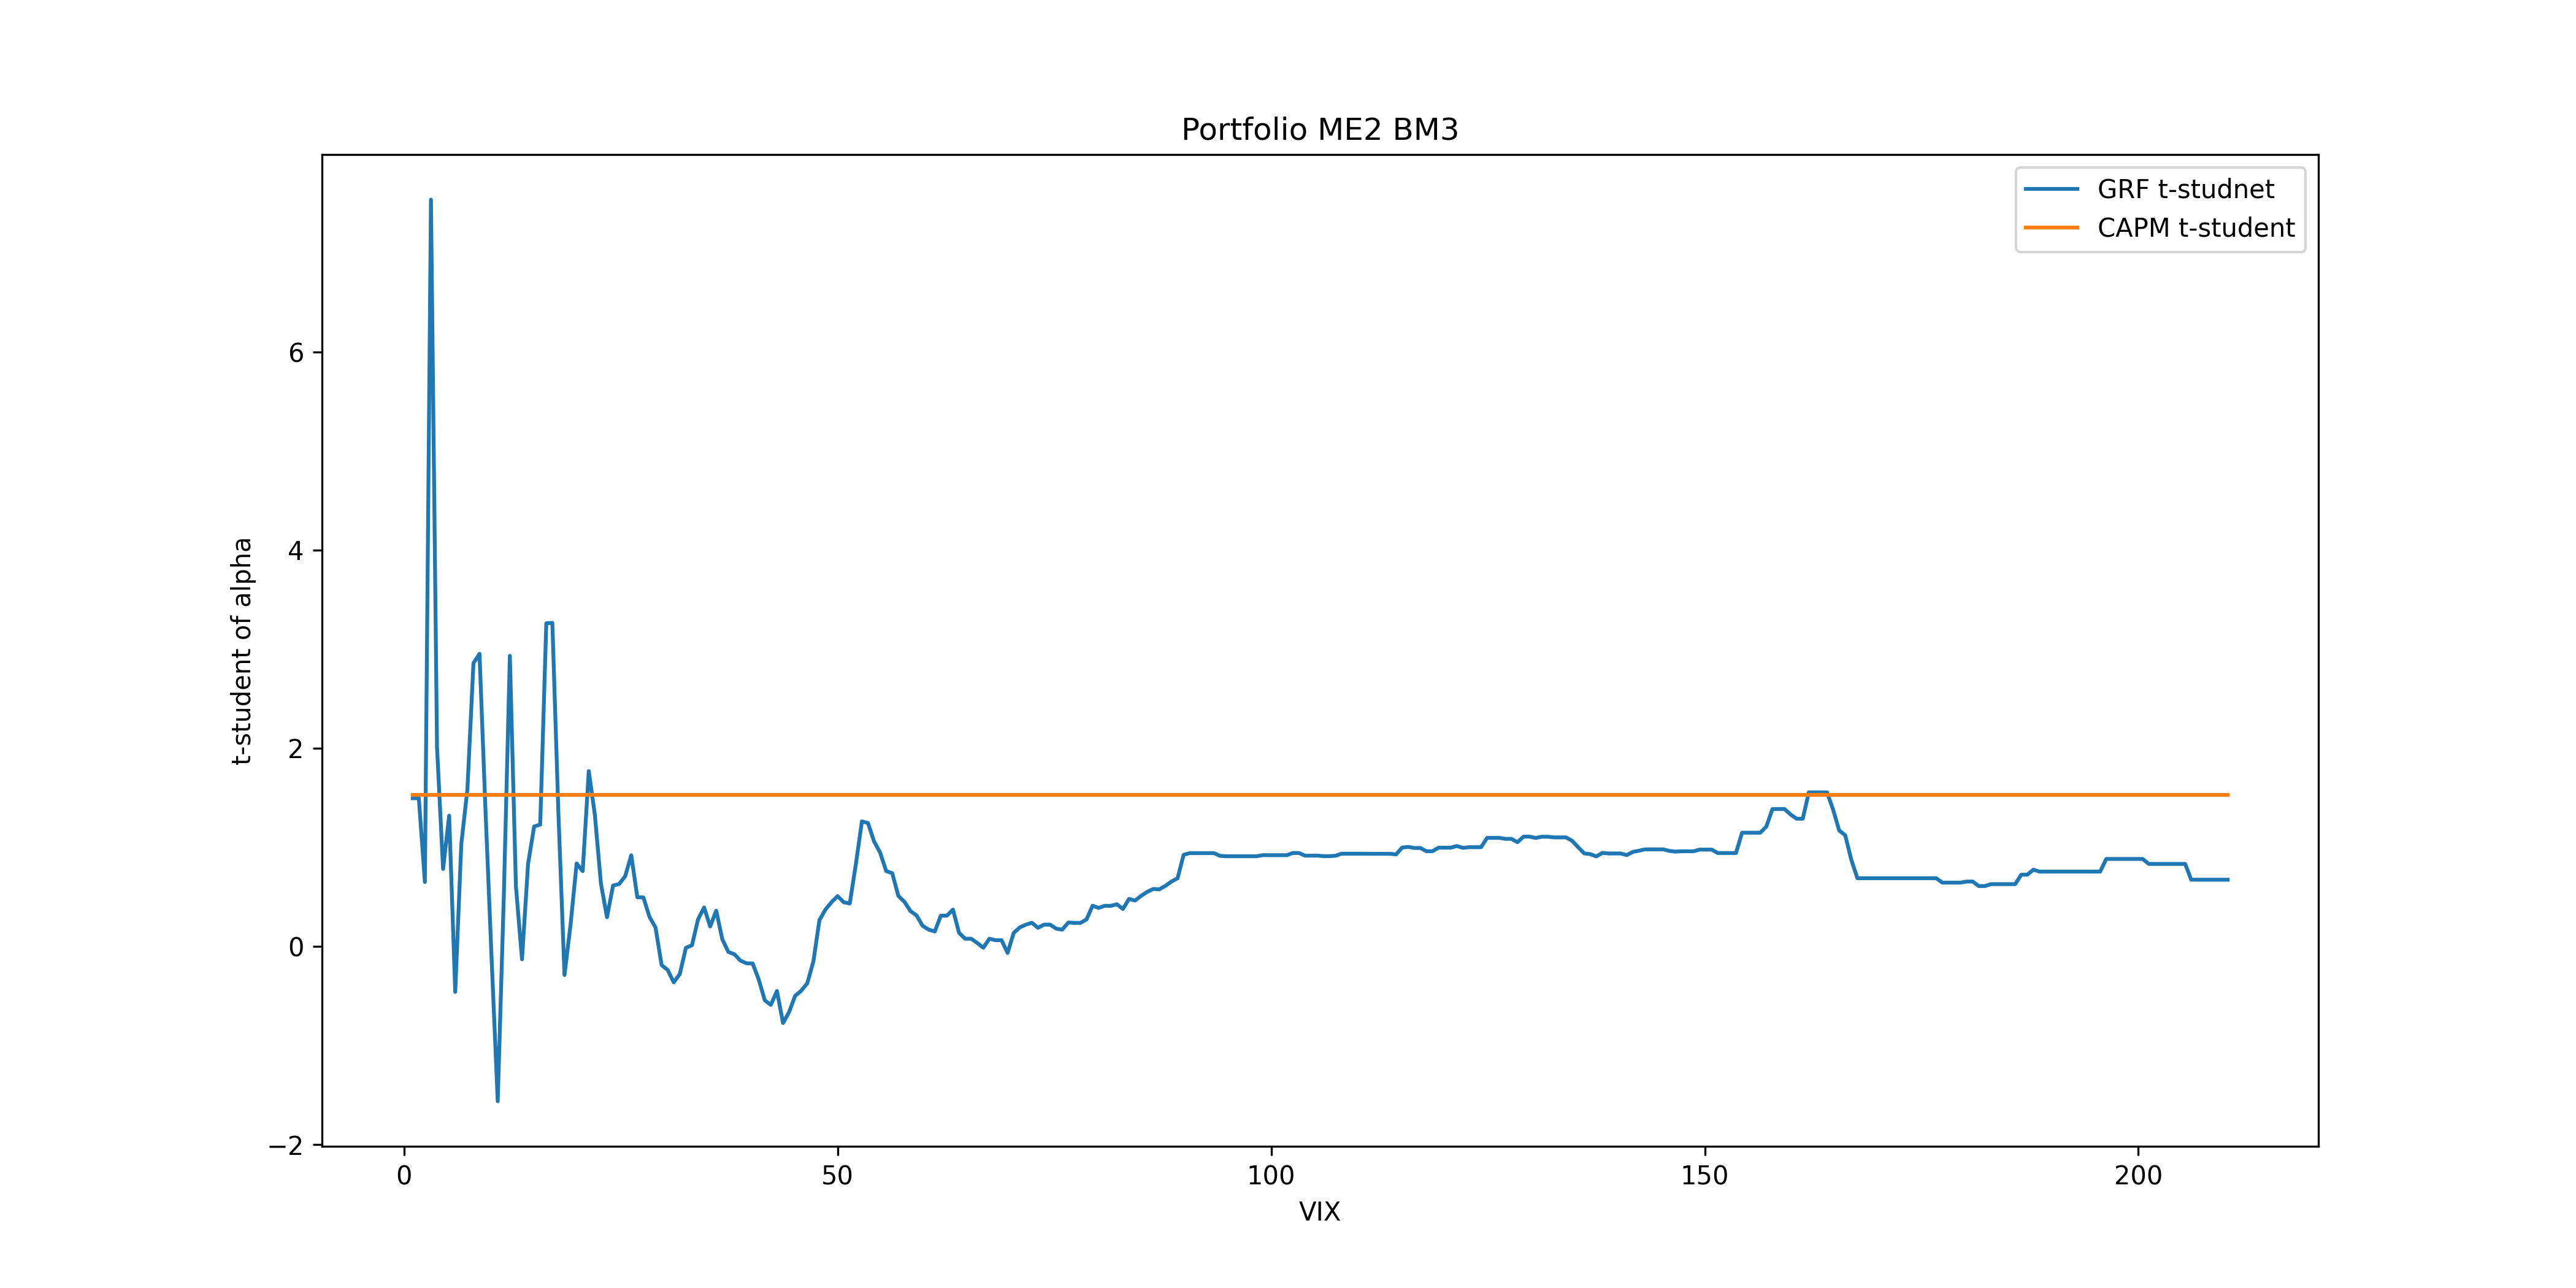 Portfolio ME2 BM3
GRF t-studnet
CAPM t-student
t-student of alpha
6
4
2
0
−2
0 50 100 150 200
VIX